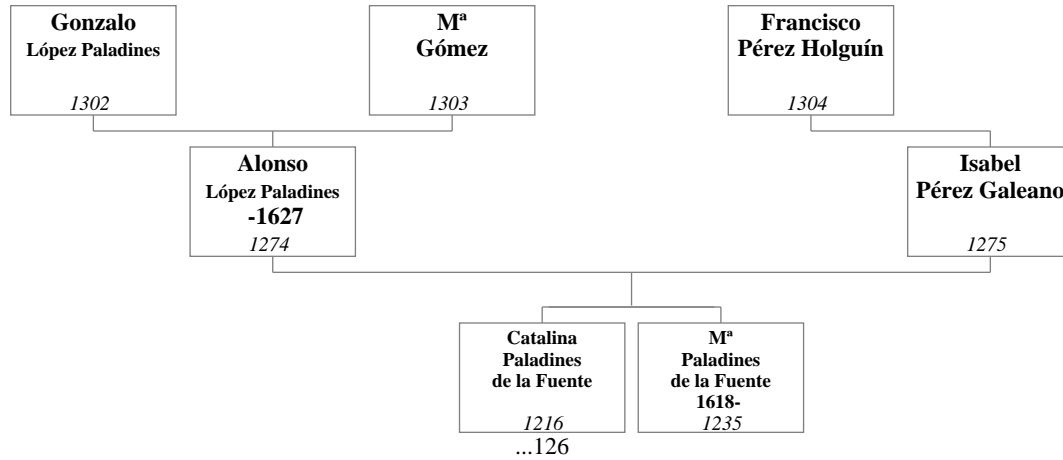 Gonzalo
López Paladines
1302
Mª
Gómez
1303
Francisco
Pérez Holguín
1304
Alonso
López Paladines
-1627
1274
Isabel
Pérez Galeano
1275
Catalina
Paladines
de la Fuente
1216
...126
Mª
Paladines
de la Fuente
1618-
1235